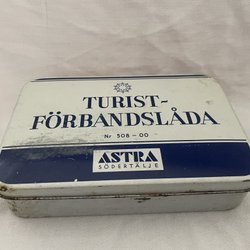 TURIST-
FÖRBANDSLÅDA
Nr 508-00
ASTRA
SÖDERTÄLJE